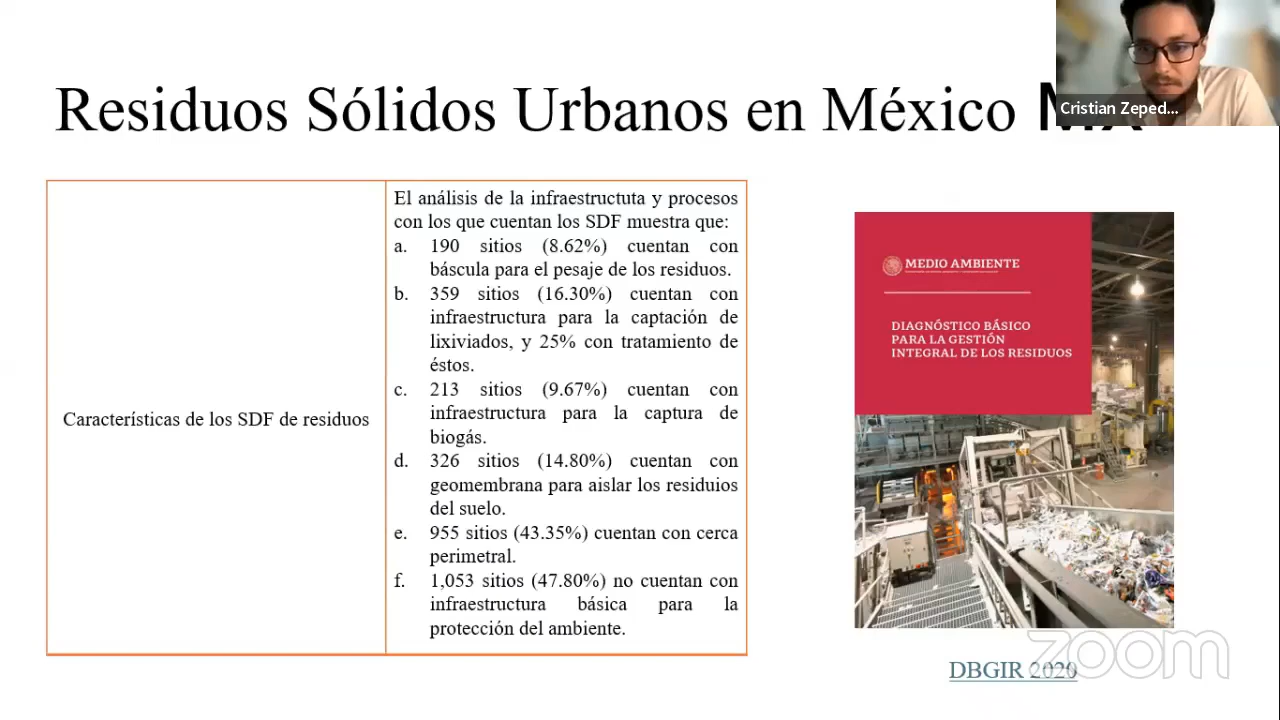 Residuos Sólidos Urbanos en México
Cristian Zeped...
El análisis de la infraestructuta y procesos
con los que cuentan los SDF muestra que:
a. 190 sitios (8.62%) cuentan con
báscula para el pesaje de los residuos.
b. 359 sitios (16.30%) cuentan con
infraestructura para la captación de
lixiviados, y 25% con tratamiento de
éstos.
c. 213 sitios (9.67%) cuentan con
infraestructura para la captura de
biogás.
Características de los SDF de residuos
d. 326 sitios (14.80%) cuentan con
geomembrana para aislar los residuios
del suelo.
e. 955 sitios (43.35%) cuentan con cerca
perimetral.
f. 1,053 sitios (47.80%) no cuentan con
infraestructura básica para la
protección del ambiente.
MEDIO AMBIENTE
DIAGNÓSTICO BÁSICO
PARA LA GESTIÓN
INTEGRAL DE LOS RESIDUOS
DBGIR 2020
zoom